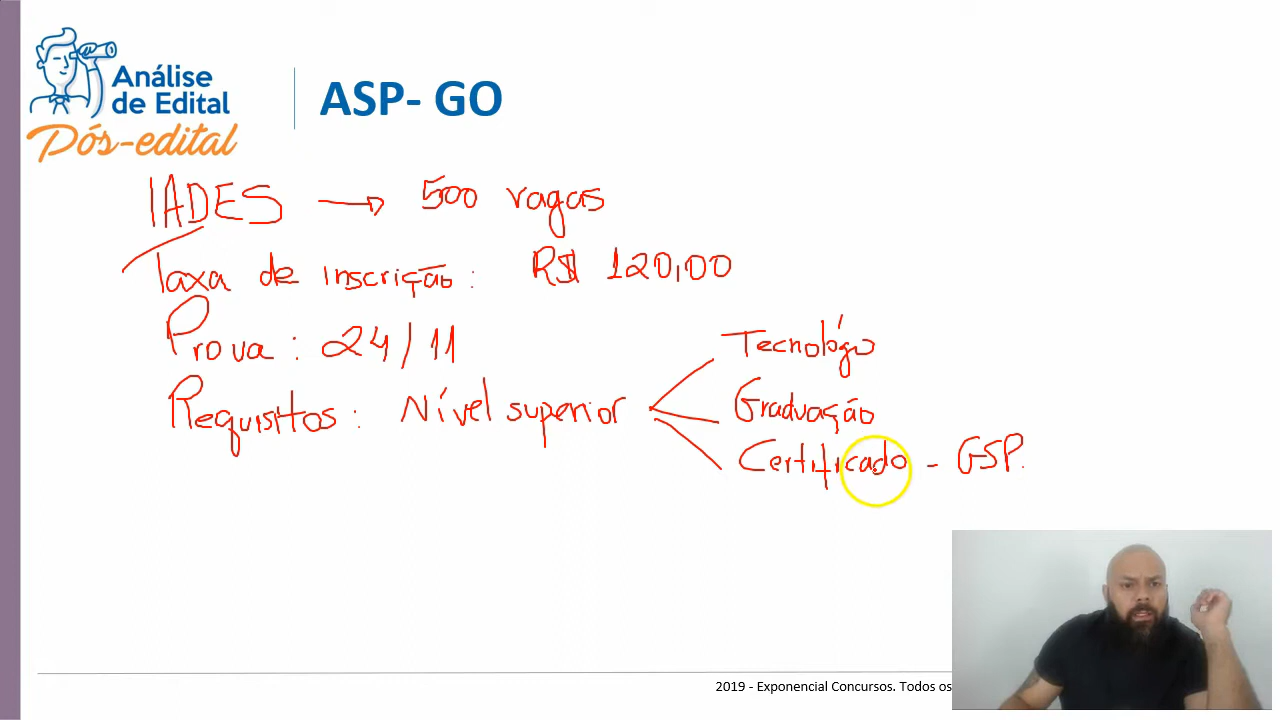 Análise
de Edital
Pós-edital
ASP- GO
IADES → 500 vagas
Taxa de inscrição: R$ 120,00
Prova: 24/11
Requisitos: Nível superior
Tecnológo
Graduação
Certificado - GSP.
2019 - Exponencial Concursos. Todos os